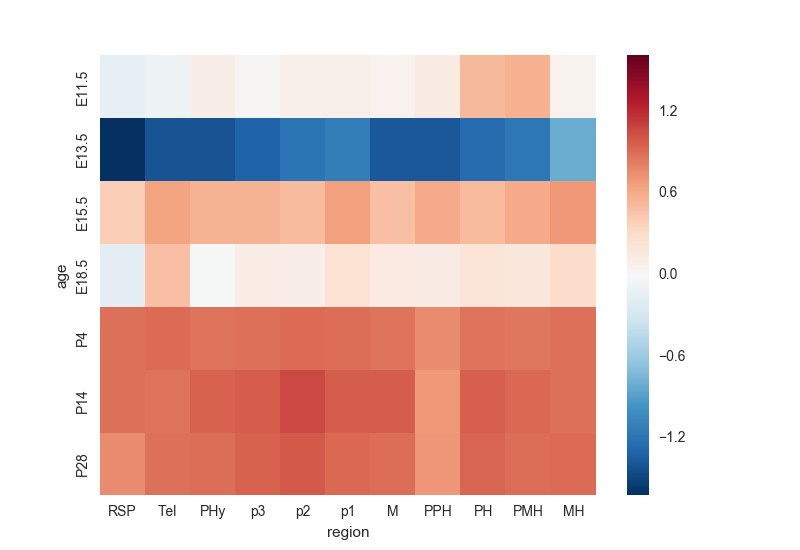 E11.5
E13.5
E15.5
E18.5
P4
P14
P28
age
RSP Tel PHy p3 p2 p1 M PPH PH PMH MH
region
1.2
0.6
0.0
−0.6
−1.2